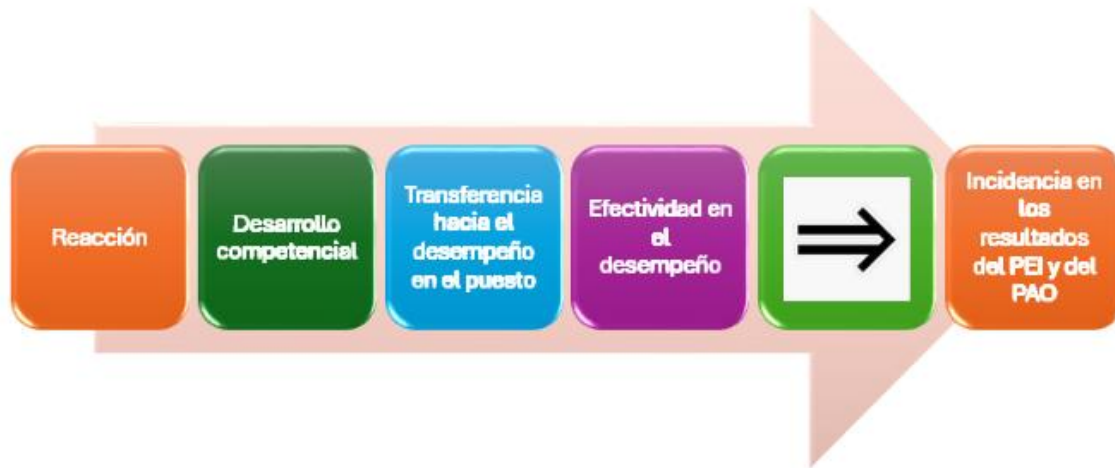 Reacción
Desarrollo
competencial
Transferencia
hacia el
desempeño
en el puesto
Efectividad en
el
desempeño
⇒
Incidencia en
los
resultados
del PEI y del
PAO